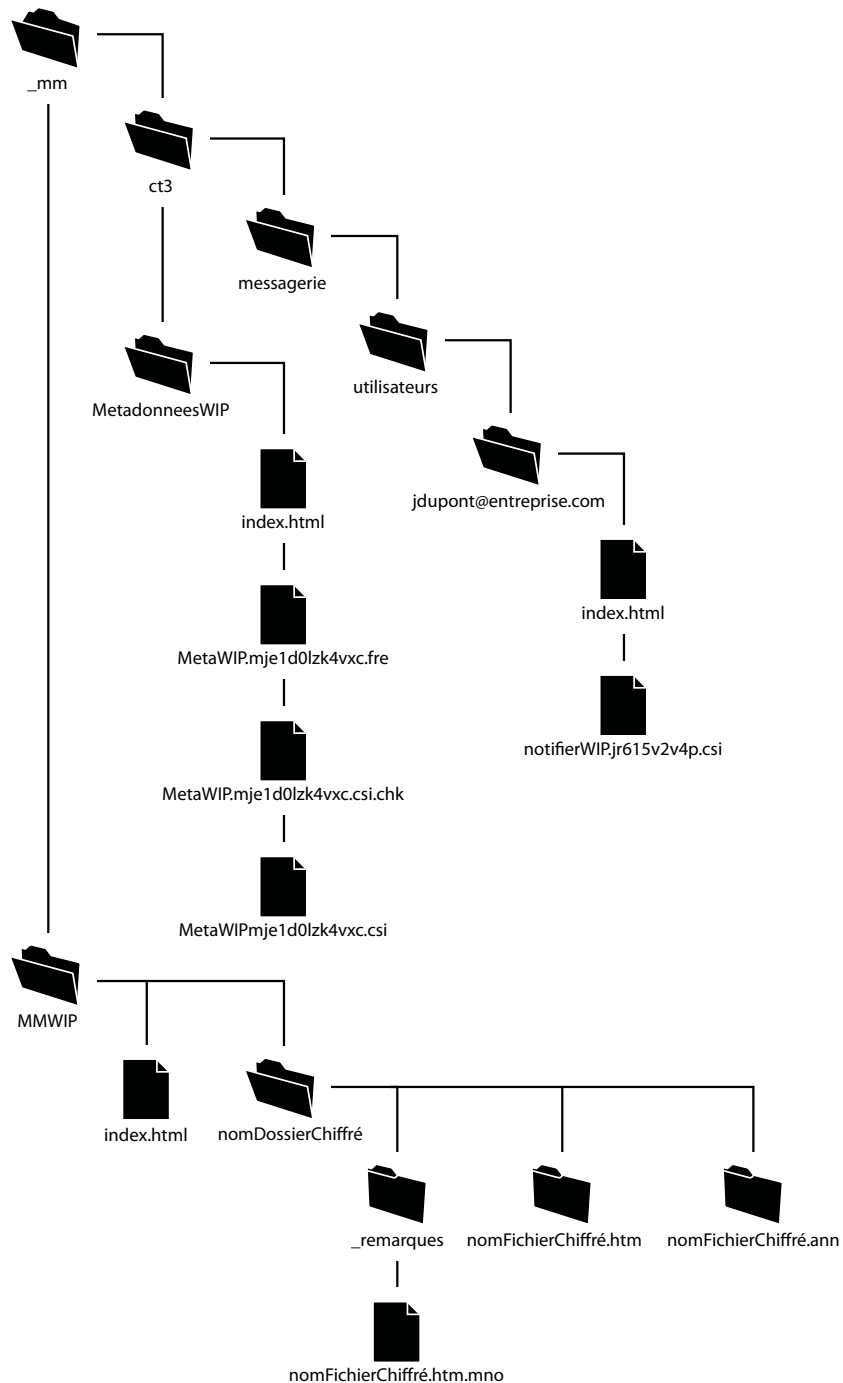 _mm
ct3
messagerie
utilisateurs
MetadonneesWIP
jdupont@entreprise.com
index.html
index.html
MetaWIP.mje1d0lzk4vxc.fre
notifierWIP.jr615v2v4p.csi
MetaWIP.mje1d0lzk4vxc.csi.chk
MetaWIPmje1d0lzk4vxc.csi
MMWIP
index.html
nomDossierChiffré
_remarques
nomFichierChiffré.htm
nomFichierChiffré.ann
nomFichierChiffré.htm.mno